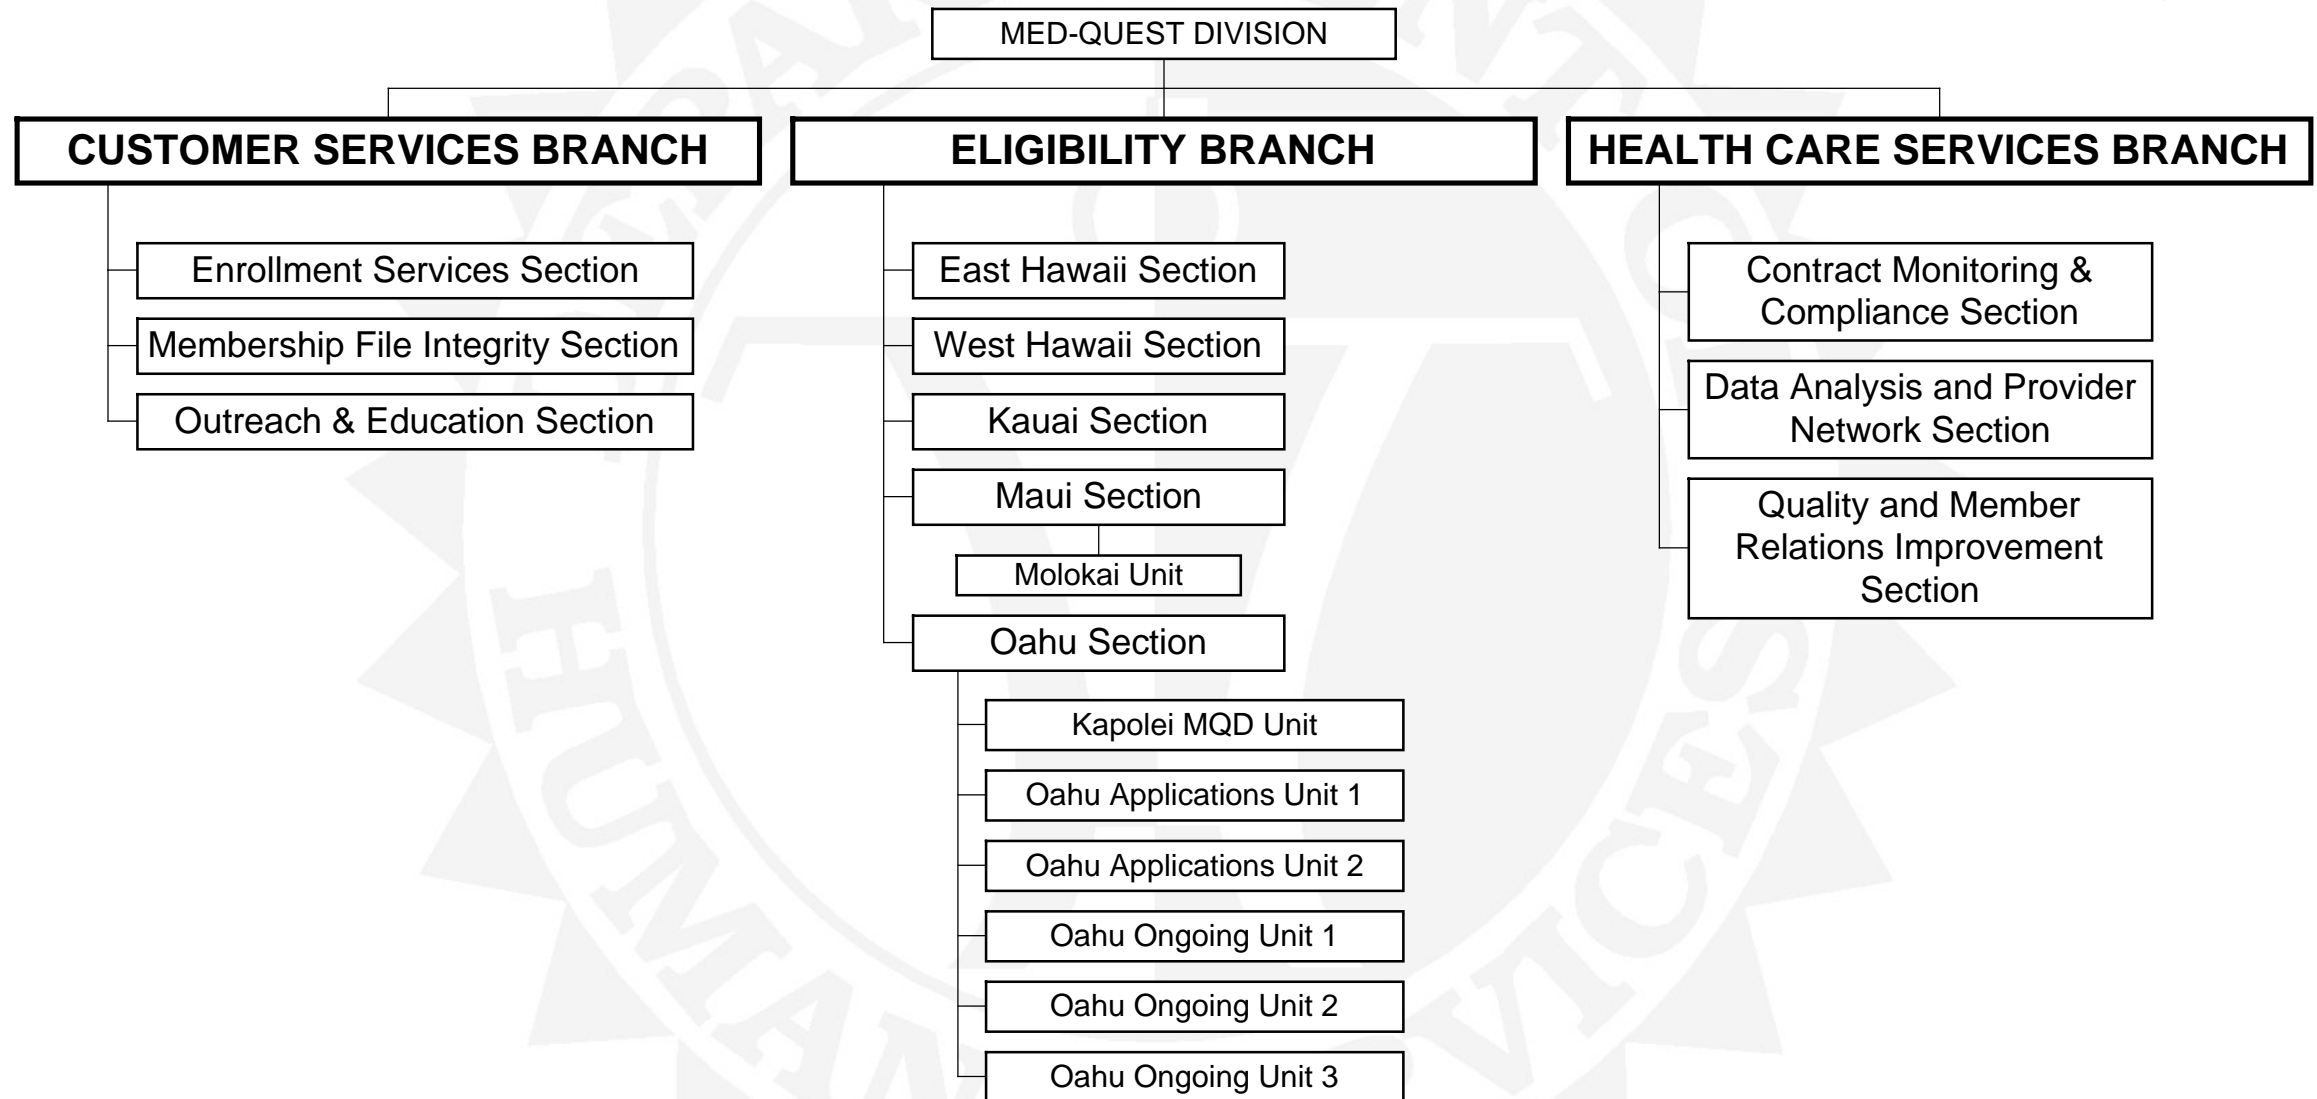 MED-QUEST DIVISION
CUSTOMER SERVICES BRANCH
Enrollment Services Section
Membership File Integrity Section
Outreach & Education Section
ELIGIBILITY BRANCH
East Hawaii Section
West Hawaii Section
Kauai Section
Maui Section
Molokai Unit
Oahu Section
Kapolei MQD Unit
Oahu Applications Unit 1
Oahu Applications Unit 2
Oahu Ongoing Unit 1
Oahu Ongoing Unit 2
Oahu Ongoing Unit 3
HEALTH CARE SERVICES BRANCH
Contract Monitoring &
Compliance Section
Data Analysis and Provider
Network Section
Quality and Member
Relations Improvement
Section
HUMAN